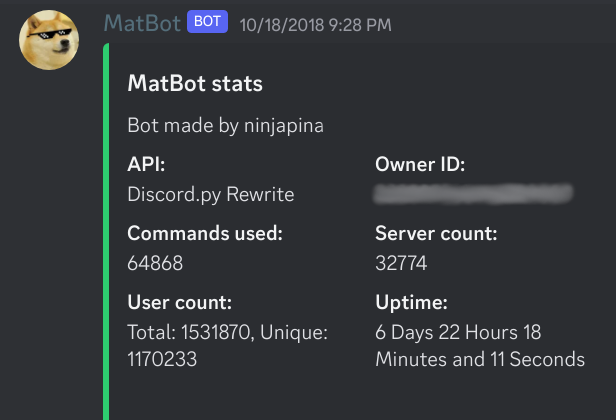 MatBot BOT 10/18/2018 9:28 PM
MatBot stats
Bot made by ninjapina
API:
Discord.py Rewrite
Owner ID:
Commands used:
64868
Server count:
32774
User count:
Total: 1531870, Unique:
1170233
Uptime:
6 Days 22 Hours 18
Minutes and 11 Seconds